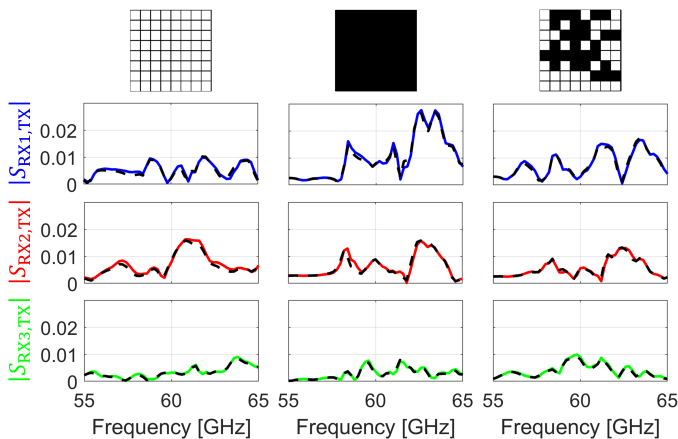 |S_RX1,TX|
0.02
0.01
0
|S_RX2,TX|
0.02
0.01
0
|S_RX3,TX|
0.02
0.01
0
55 60 65 55 60 65 55 60 65
Frequency [GHz] Frequency [GHz] Frequency [GHz]